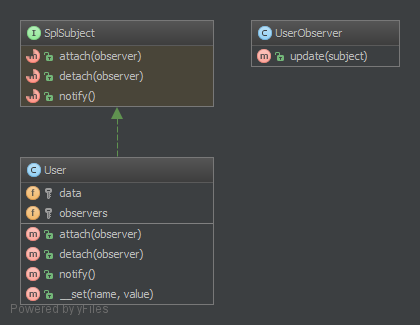 SplSubject
attach(observer)
detach(observer)
notify()
UserObserver
update(subject)
User
data
observers
attach(observer)
detach(observer)
notify()
__set(name, value)
Powered by yFiles